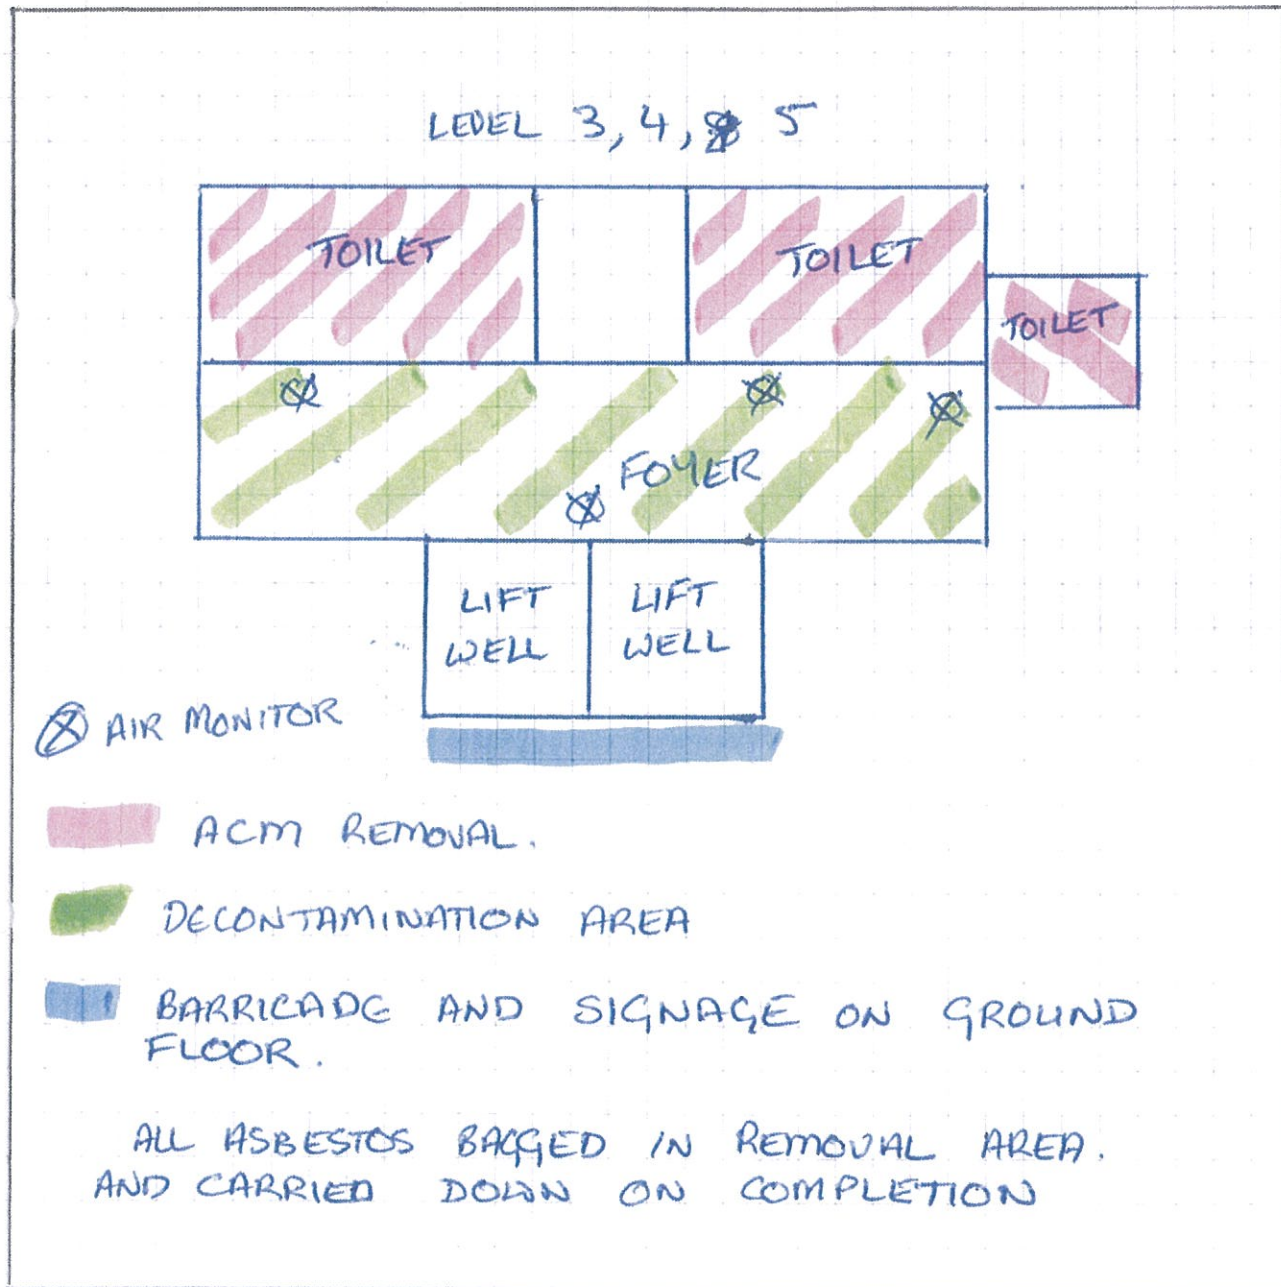 LEVEL 3, 4, 5
TOILET
TOILET
TOILET
FOYER
LIFT
WELL
LIFT
WELL
AIR MONITOR
ACM REMOVAL.
DECONTAMINATION AREA
BARRICADE AND SIGNAGE ON GROUND
FLOOR.
ALL ASBESTOS BAGGED IN REMOVAL AREA.
AND CARRIED DOWN ON COMPLETION